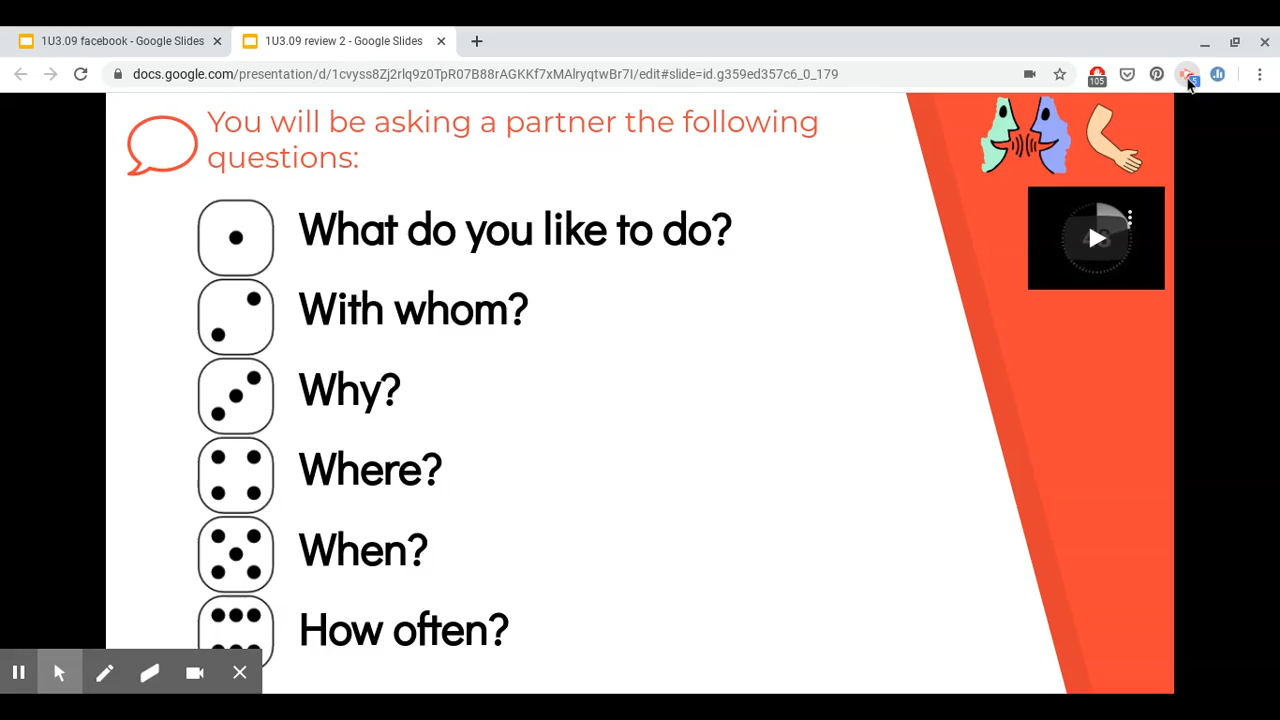 1U3.09 facebook - Google Slides
1U3.09 review 2 - Google Slides
docs.google.com/presentation/d/1cvyss8Zj2rlq9z0TpR07B88rAGKKf7xMAlryqtwBr7I/edit#slide=id.g359ed357c6_0_179
105
5
You will be asking a partner the following
questions:
What do you like to do?
With whom?
Why?
Where?
When?
How often?